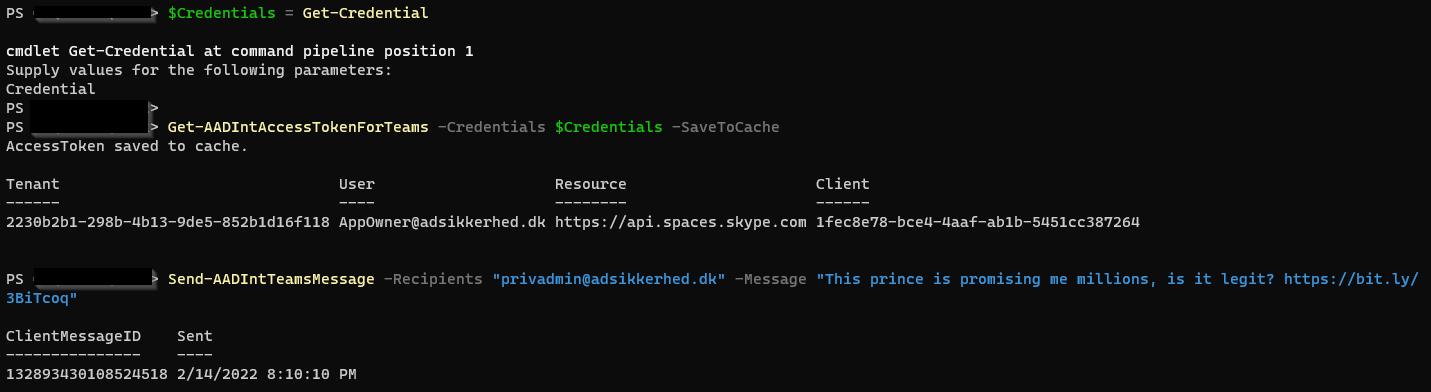 PS > $Credentials = Get-Credential
cmdlet Get-Credential at command pipeline position 1
Supply values for the following parameters:
Credential
PS >
PS > Get-AADIntAccessTokenForTeams -Credentials $Credentials -SaveToCache
AccessToken saved to cache.
Tenant User Resource Client
------ ---- -------- ------
2230b2b1-298b-4b13-9de5-852b1d16f118 AppOwner@adsikkerhed.dk https://api.spaces.skype.com 1fec8e78-bce4-4aaf-ab1b-5451cc387264
PS > Send-AADIntTeamsMessage -Recipients "privadmin@adsikkerhed.dk" -Message "This prince is promising me millions, is it legit? https://bit.ly/
3BiTcoq"
ClientMessageID Sent
--------------- ----
132893430108524518 2/14/2022 8:10:10 PM